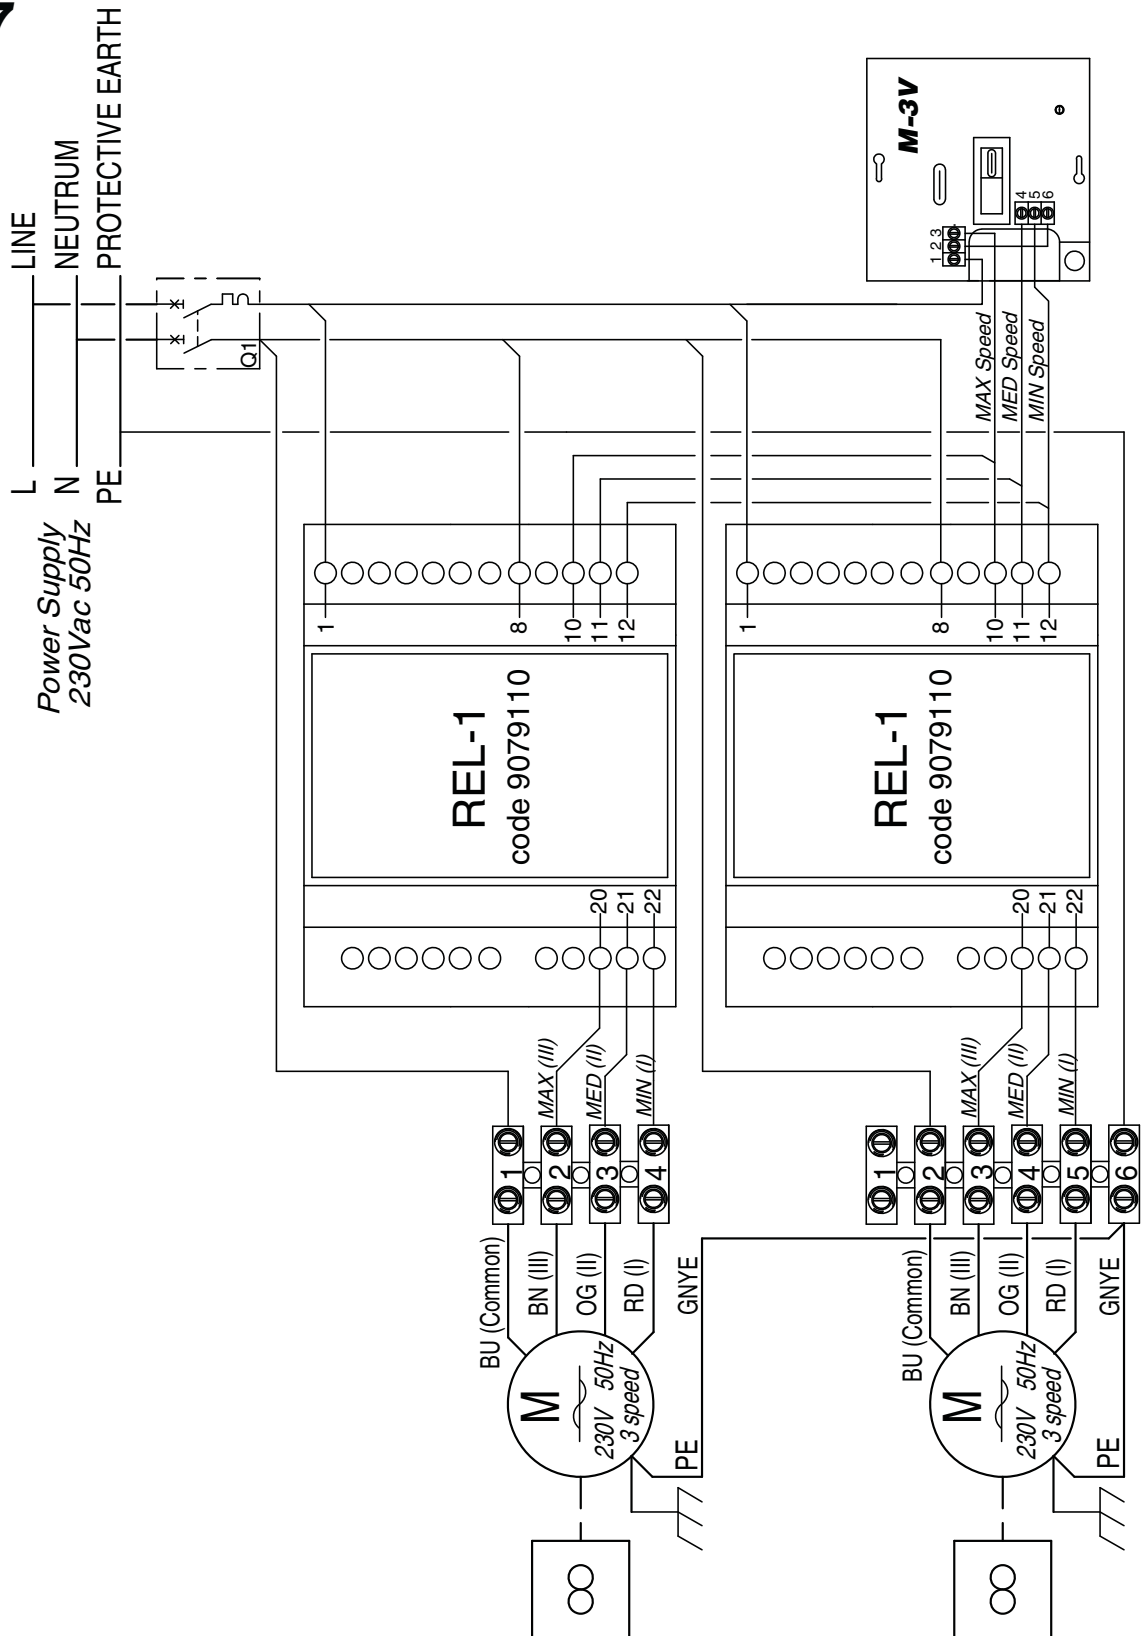 7
L LINE
N NEUTRUM
PE PROTECTIVE EARTH
Power Supply
230Vac 50Hz
Q1
M-3V
1 2 3
4
5
6
MAX Speed
MED Speed
MIN Speed
1
8
10
11
12
REL-1
code 9079110
20
21
22
1
8
10
11
12
REL-1
code 9079110
20
21
22
MAX (III)
MED (II)
MIN (I)
1
2
3
4
BU (Common)
BN (III)
OG (II)
RD (I)
GNYE
M
230V 50Hz
3 speed
PE
MAX (III)
MED (II)
MIN (I)
1
2
3
4
5
6
BU (Common)
BN (III)
OG (II)
RD (I)
GNYE
M
230V 50Hz
3 speed
PE